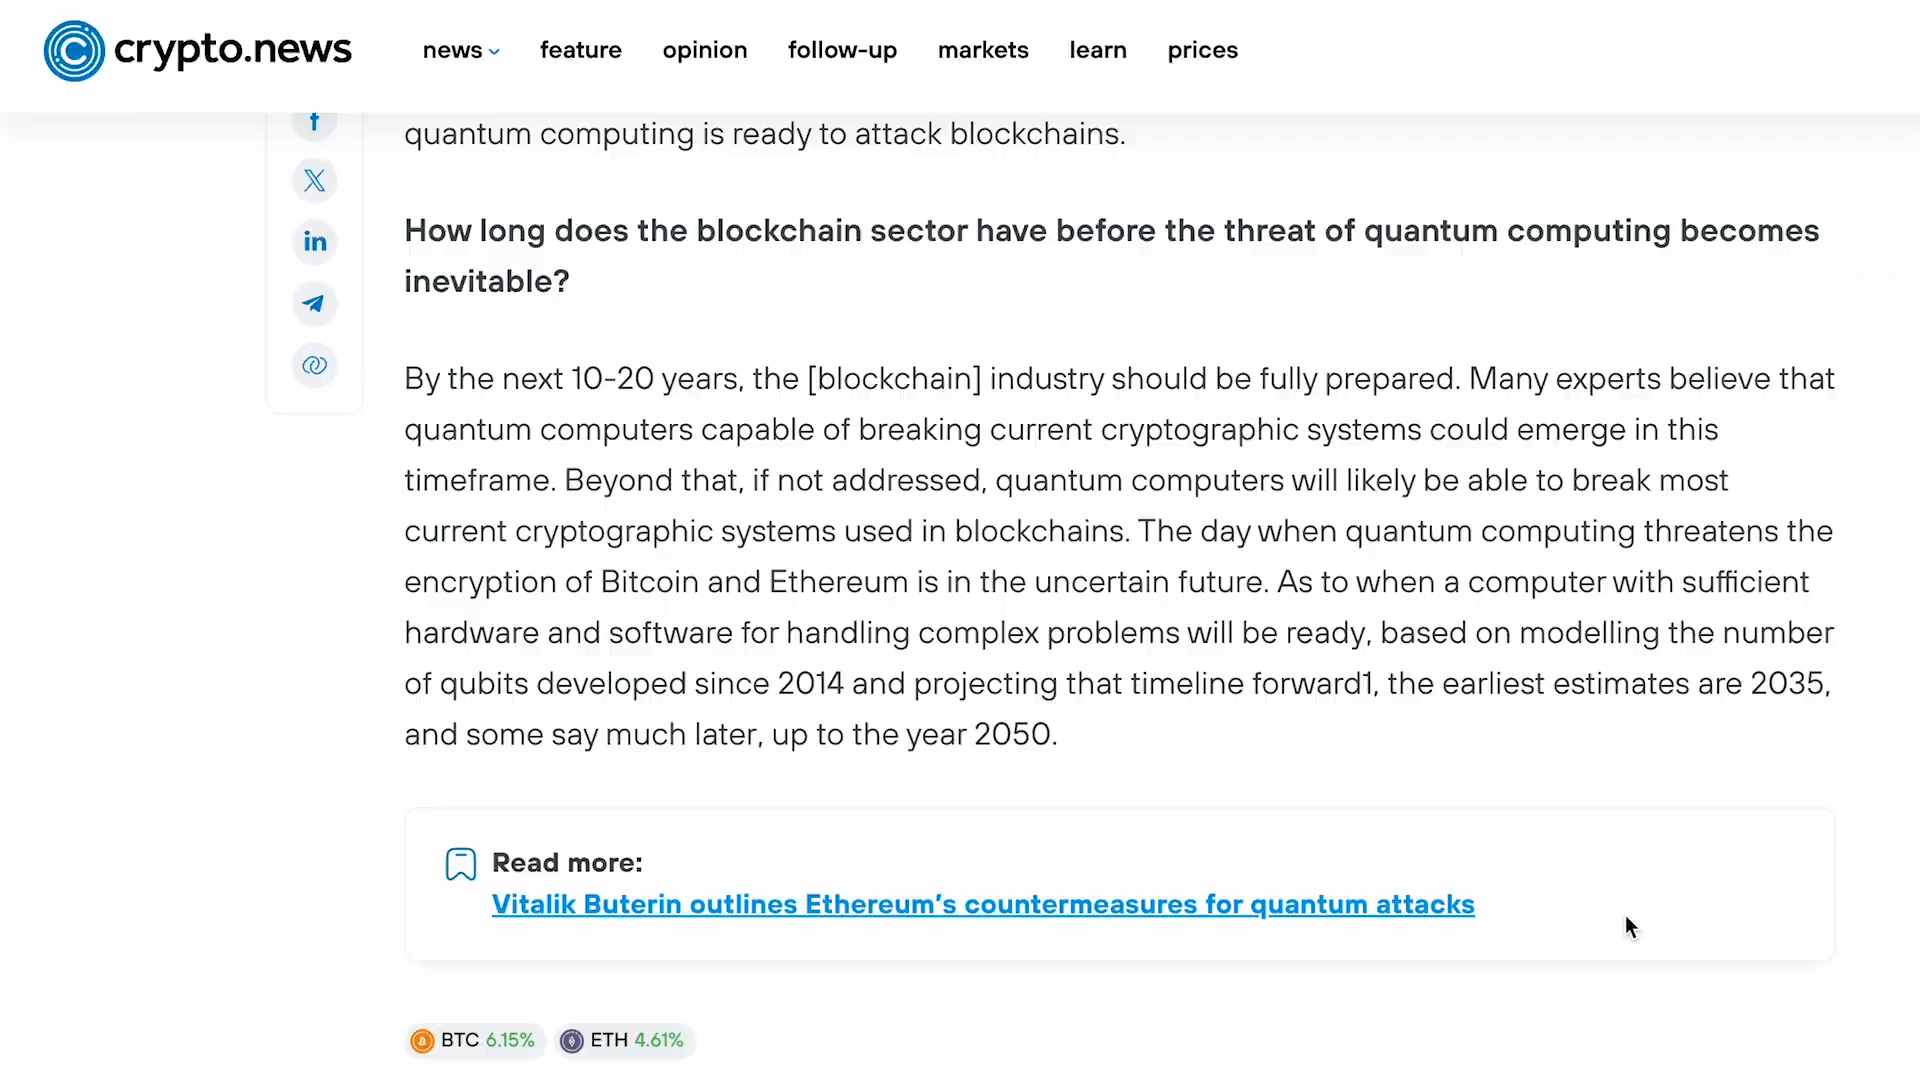 crypto.news
news feature opinion follow-up markets learn prices
quantum computing is ready to attack blockchains.
How long does the blockchain sector have before the threat of quantum computing becomes
inevitable?
By the next 10-20 years, the [blockchain] industry should be fully prepared. Many experts believe that
quantum computers capable of breaking current cryptographic systems could emerge in this
timeframe. Beyond that, if not addressed, quantum computers will likely be able to break most
current cryptographic systems used in blockchains. The day when quantum computing threatens the
encryption of Bitcoin and Ethereum is in the uncertain future. As to when a computer with sufficient
hardware and software for handling complex problems will be ready, based on modelling the number
of qubits developed since 2014 and projecting that timeline forward1, the earliest estimates are 2035,
and some say much later, up to the year 2050.
Read more:
Vitalik Buterin outlines Ethereum's countermeasures for quantum attacks
BTC 6.15% ETH 4.61%